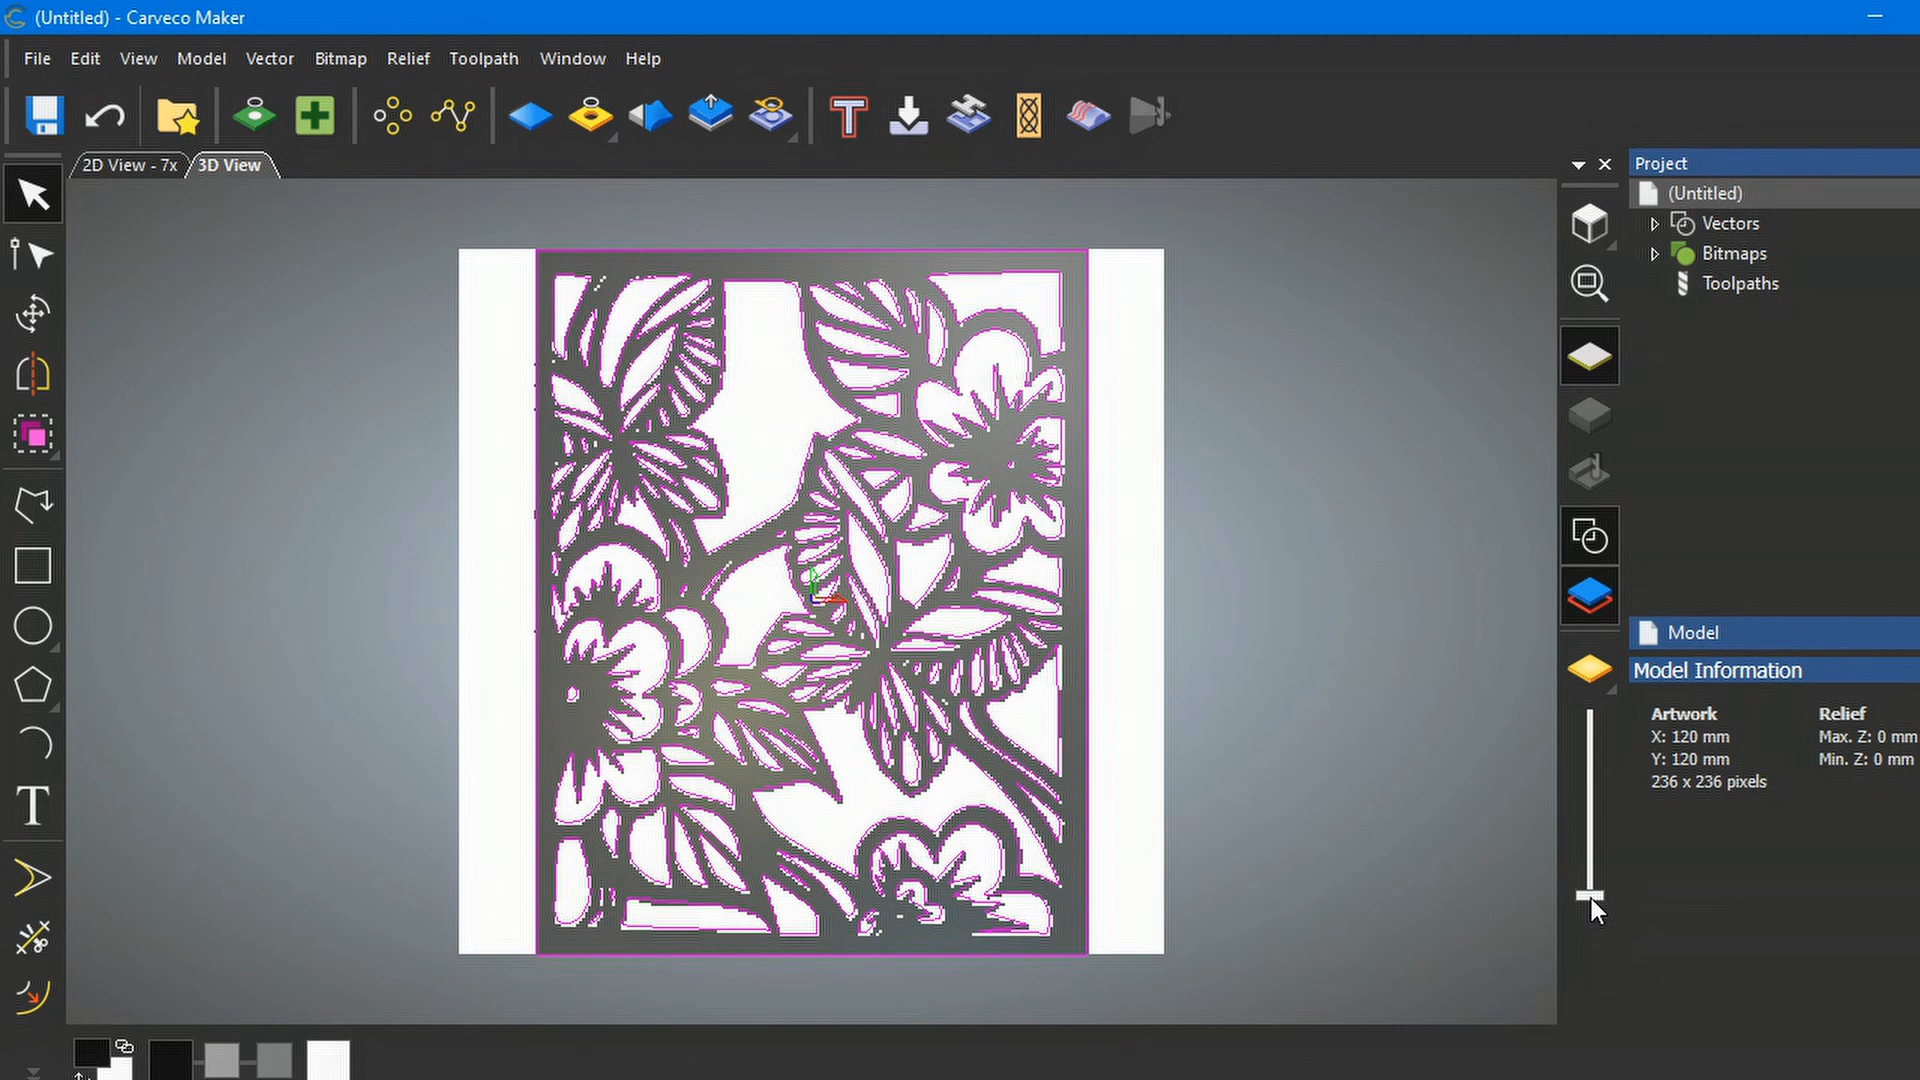 (Untitled) - Carveco Maker
File Edit View Model Vector Bitmap Relief Toolpath Window Help
2D View - 7x 3D View
Project
(Untitled)
Vectors
Bitmaps
Toolpaths
Model
Model Information
Artwork Relief
X: 120 mm Max. Z: 0 mm
Y: 120 mm Min. Z: 0 mm
236 x 236 pixels